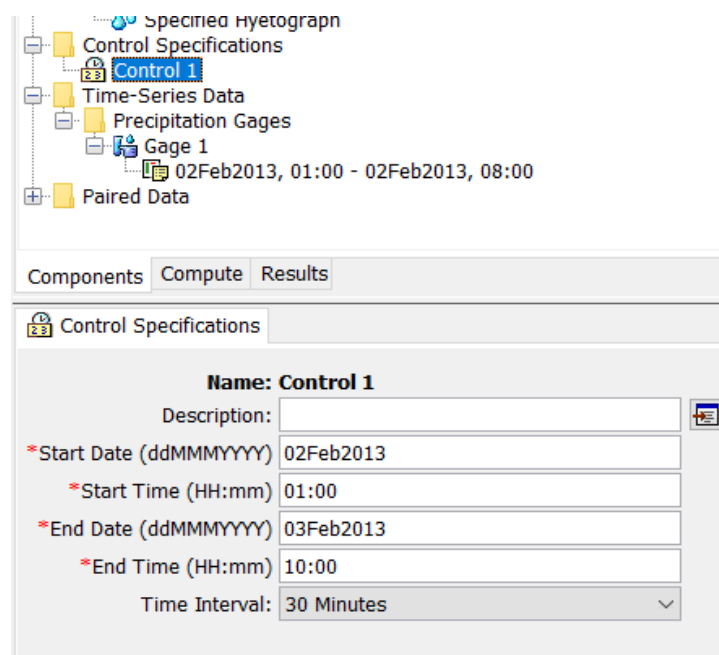 Specified Hyetograph
Control Specifications
Control 1
Time-Series Data
Precipitation Gages
Gage 1
02Feb2013, 01:00 - 02Feb2013, 08:00
Paired Data
Components Compute Results
Control Specifications
Name: Control 1
Description:
*Start Date (ddMMMYYYY) 02Feb2013
*Start Time (HH:mm) 01:00
*End Date (ddMMMYYYY) 03Feb2013
*End Time (HH:mm) 10:00
Time Interval: 30 Minutes